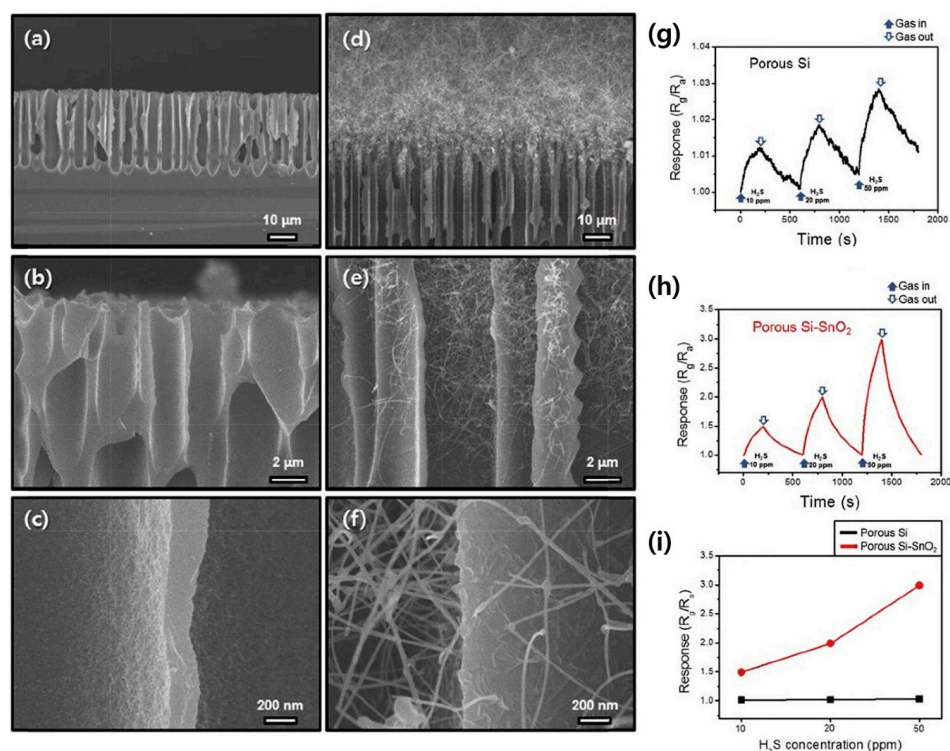 (a)
10 μm
(b)
2 μm
(c)
200 nm
(d)
10 μm
(e)
2 μm
(f)
200 nm
(g)
Gas in
Gas out
Porous Si
Response (Rg/Ra)
1.04
1.03
1.02
1.01
1.00
H₂S
10 ppm
H₂S
20 ppm
H₂S
50 ppm
0 500 1000 1500 2000
Time (s)
(h)
Gas in
Gas out
Porous Si-SnO₂
Response (Rg/Ra)
3.5
3.0
2.5
2.0
1.5
1.0
H₂S
10 ppm
H₂S
20 ppm
H₂S
50 ppm
0 500 1000 1500 2000
Time (s)
(i)
Porous Si
Porous Si-SnO₂
Response (Rg/Ra)
3.5
3.0
2.5
2.0
1.5
1.0
10 20 50
H₂S concentration (ppm)